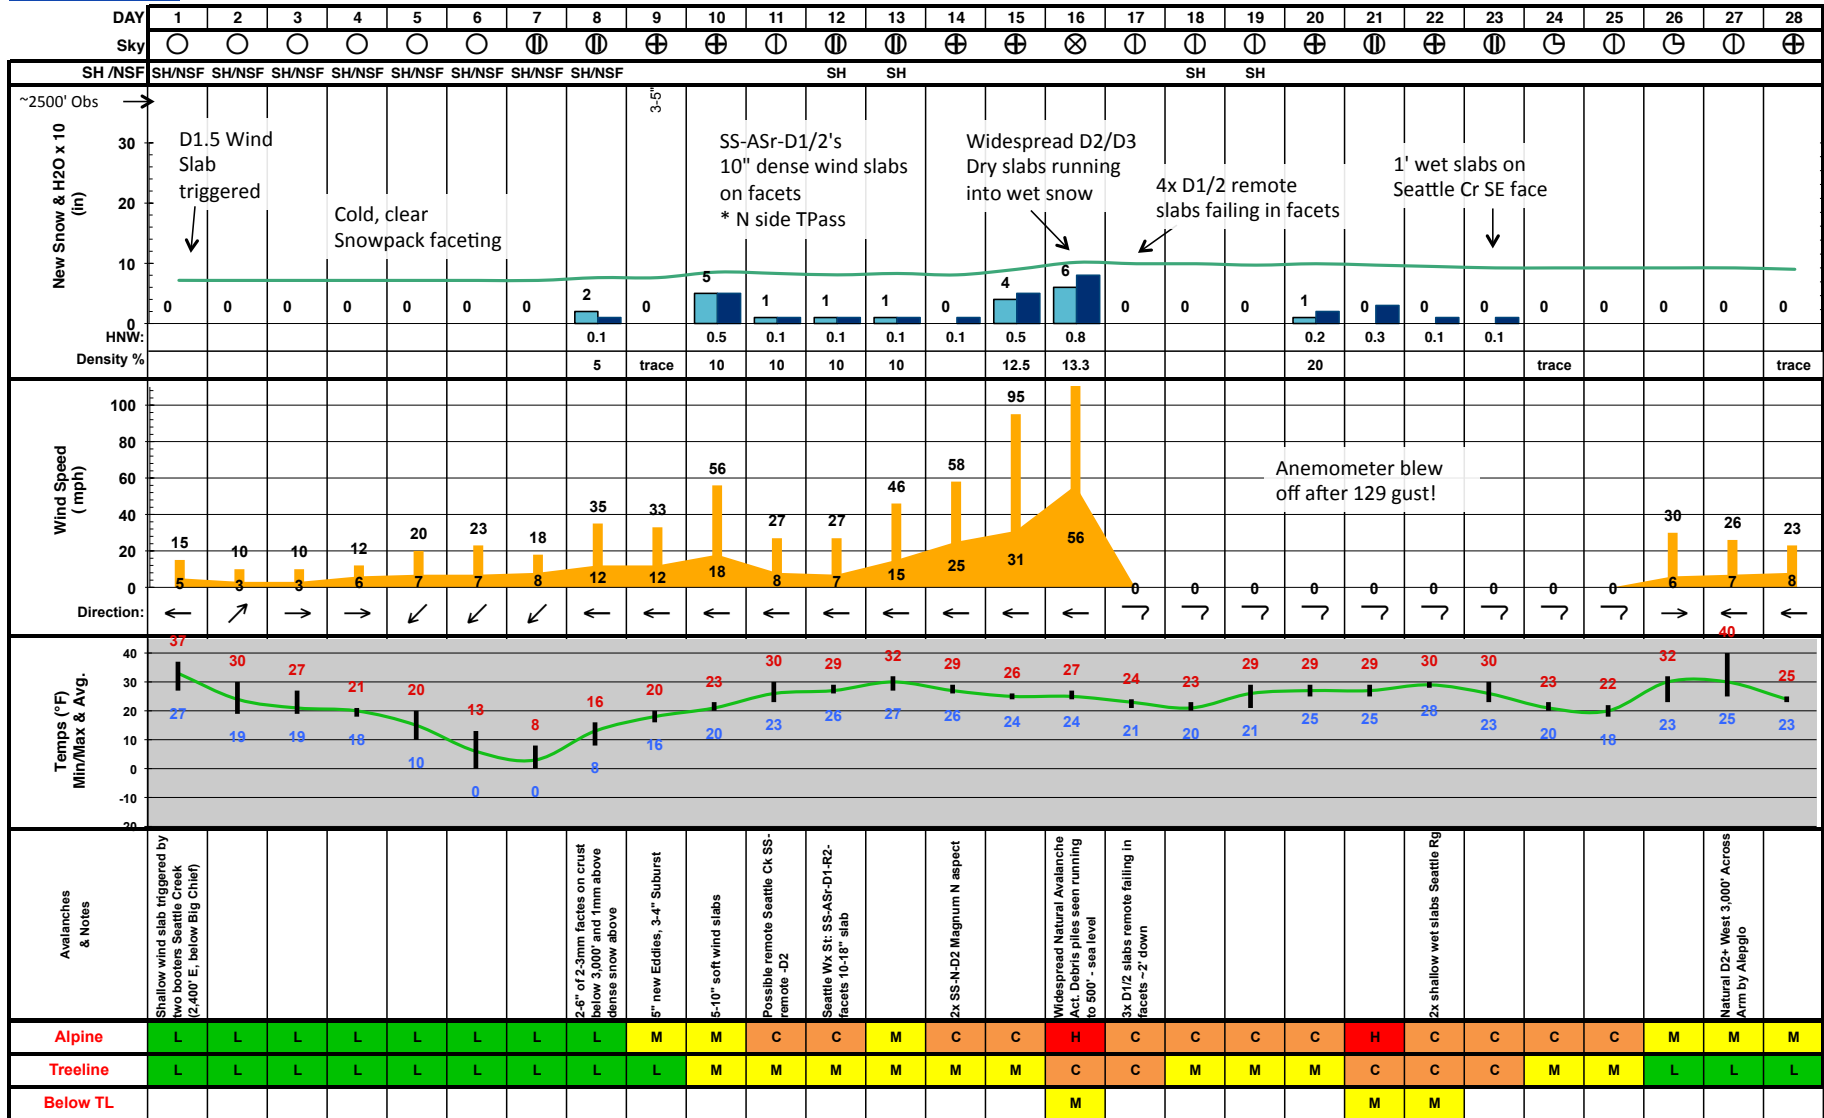 DAY 1 2 3 4 5 6 7 8 9 10 11 12 13 14 15 16 17 18 19 20 21 22 23 24 25 26 27 28
Sky
SH /NSF SH/NSF SH/NSF SH/NSF SH/NSF SH/NSF SH/NSF SH/NSF SH/NSF SH SH SH SH
~2500' Obs
3-5"
New Snow & H2O x 10
(in)
30
20
10
0
D1.5 Wind
Slab
triggered
Cold, clear
Snowpack faceting
SS-ASr-D1/2's
10" dense wind slabs
on facets
* N side TPass
Widespread D2/D3
Dry slabs running
into wet snow
4x D1/2 remote
slabs failing in facets
1' wet slabs on
Seattle Cr SE face
0 0 0 0 0 0 0 2 0 5 1 1 1 0 4 6 0 0 0 1 0 0 0 0 0 0 0 0
HNW: 0.1 0.5 0.1 0.1 0.1 0.1 0.5 0.8 0.2 0.3 0.1 0.1
Density % 5 trace 10 10 10 10 12.5 13.3 20 trace trace
Wind Speed
( mph)
100
80
60
40
20
0
15 10 10 12 20 23 18 35 33 56 27 27 46 58 95 30 26 23
5 3 3 6 7 7 8 12 12 18 8 7 15 25 31 56 0 0 0 0 0 0 0 0 0 6 7 8
Anemometer blew
off after 129 gust!
Direction:
Temps (°F)
Min/Max & Avg.
40
30
20
10
0
-10
-20
37 30 27 21 20 13 8 16 20 23 30 29 32 29 26 27 24 23 29 29 29 30 30 23 22 32 40 25
27 19 19 18 10 0 0 8 16 20 23 26 27 26 24 24 21 20 21 25 25 28 23 20 18 23 25 23
Avalanches
& Notes
Shallow wind slab triggered by
two booters Seattle Creek
(2,400' E, below Big Chief)
2-6" of 2-3mm factes on crust
below 3,000' and 1mm above
dense snow above
5" new Eddies, 3-4" Suburst
5-10" soft wind slabs
Possible remote Seattle Ck SS-
remote -D2
Seattle Wx St: SS-ASr-D1-R2-
facets 10-18" slab
2x SS-N-D2 Magnum N aspect
Widespread Natural Avalanche
Act. Debris piles seen running
to 500' - sea level
3x D1/2 slabs remote failing in
facets ~2' down
2x shallow wet slabs Seattle Rg
Natural D2+ West 3,000' Across
Arm by Alepglo
Alpine L L L L L L L L M M C C M C C H C C C C H C C C C M M M
Treeline L L L L L L L L L M M M M M M C C M M M C C C M M L L L
Below TL M M M